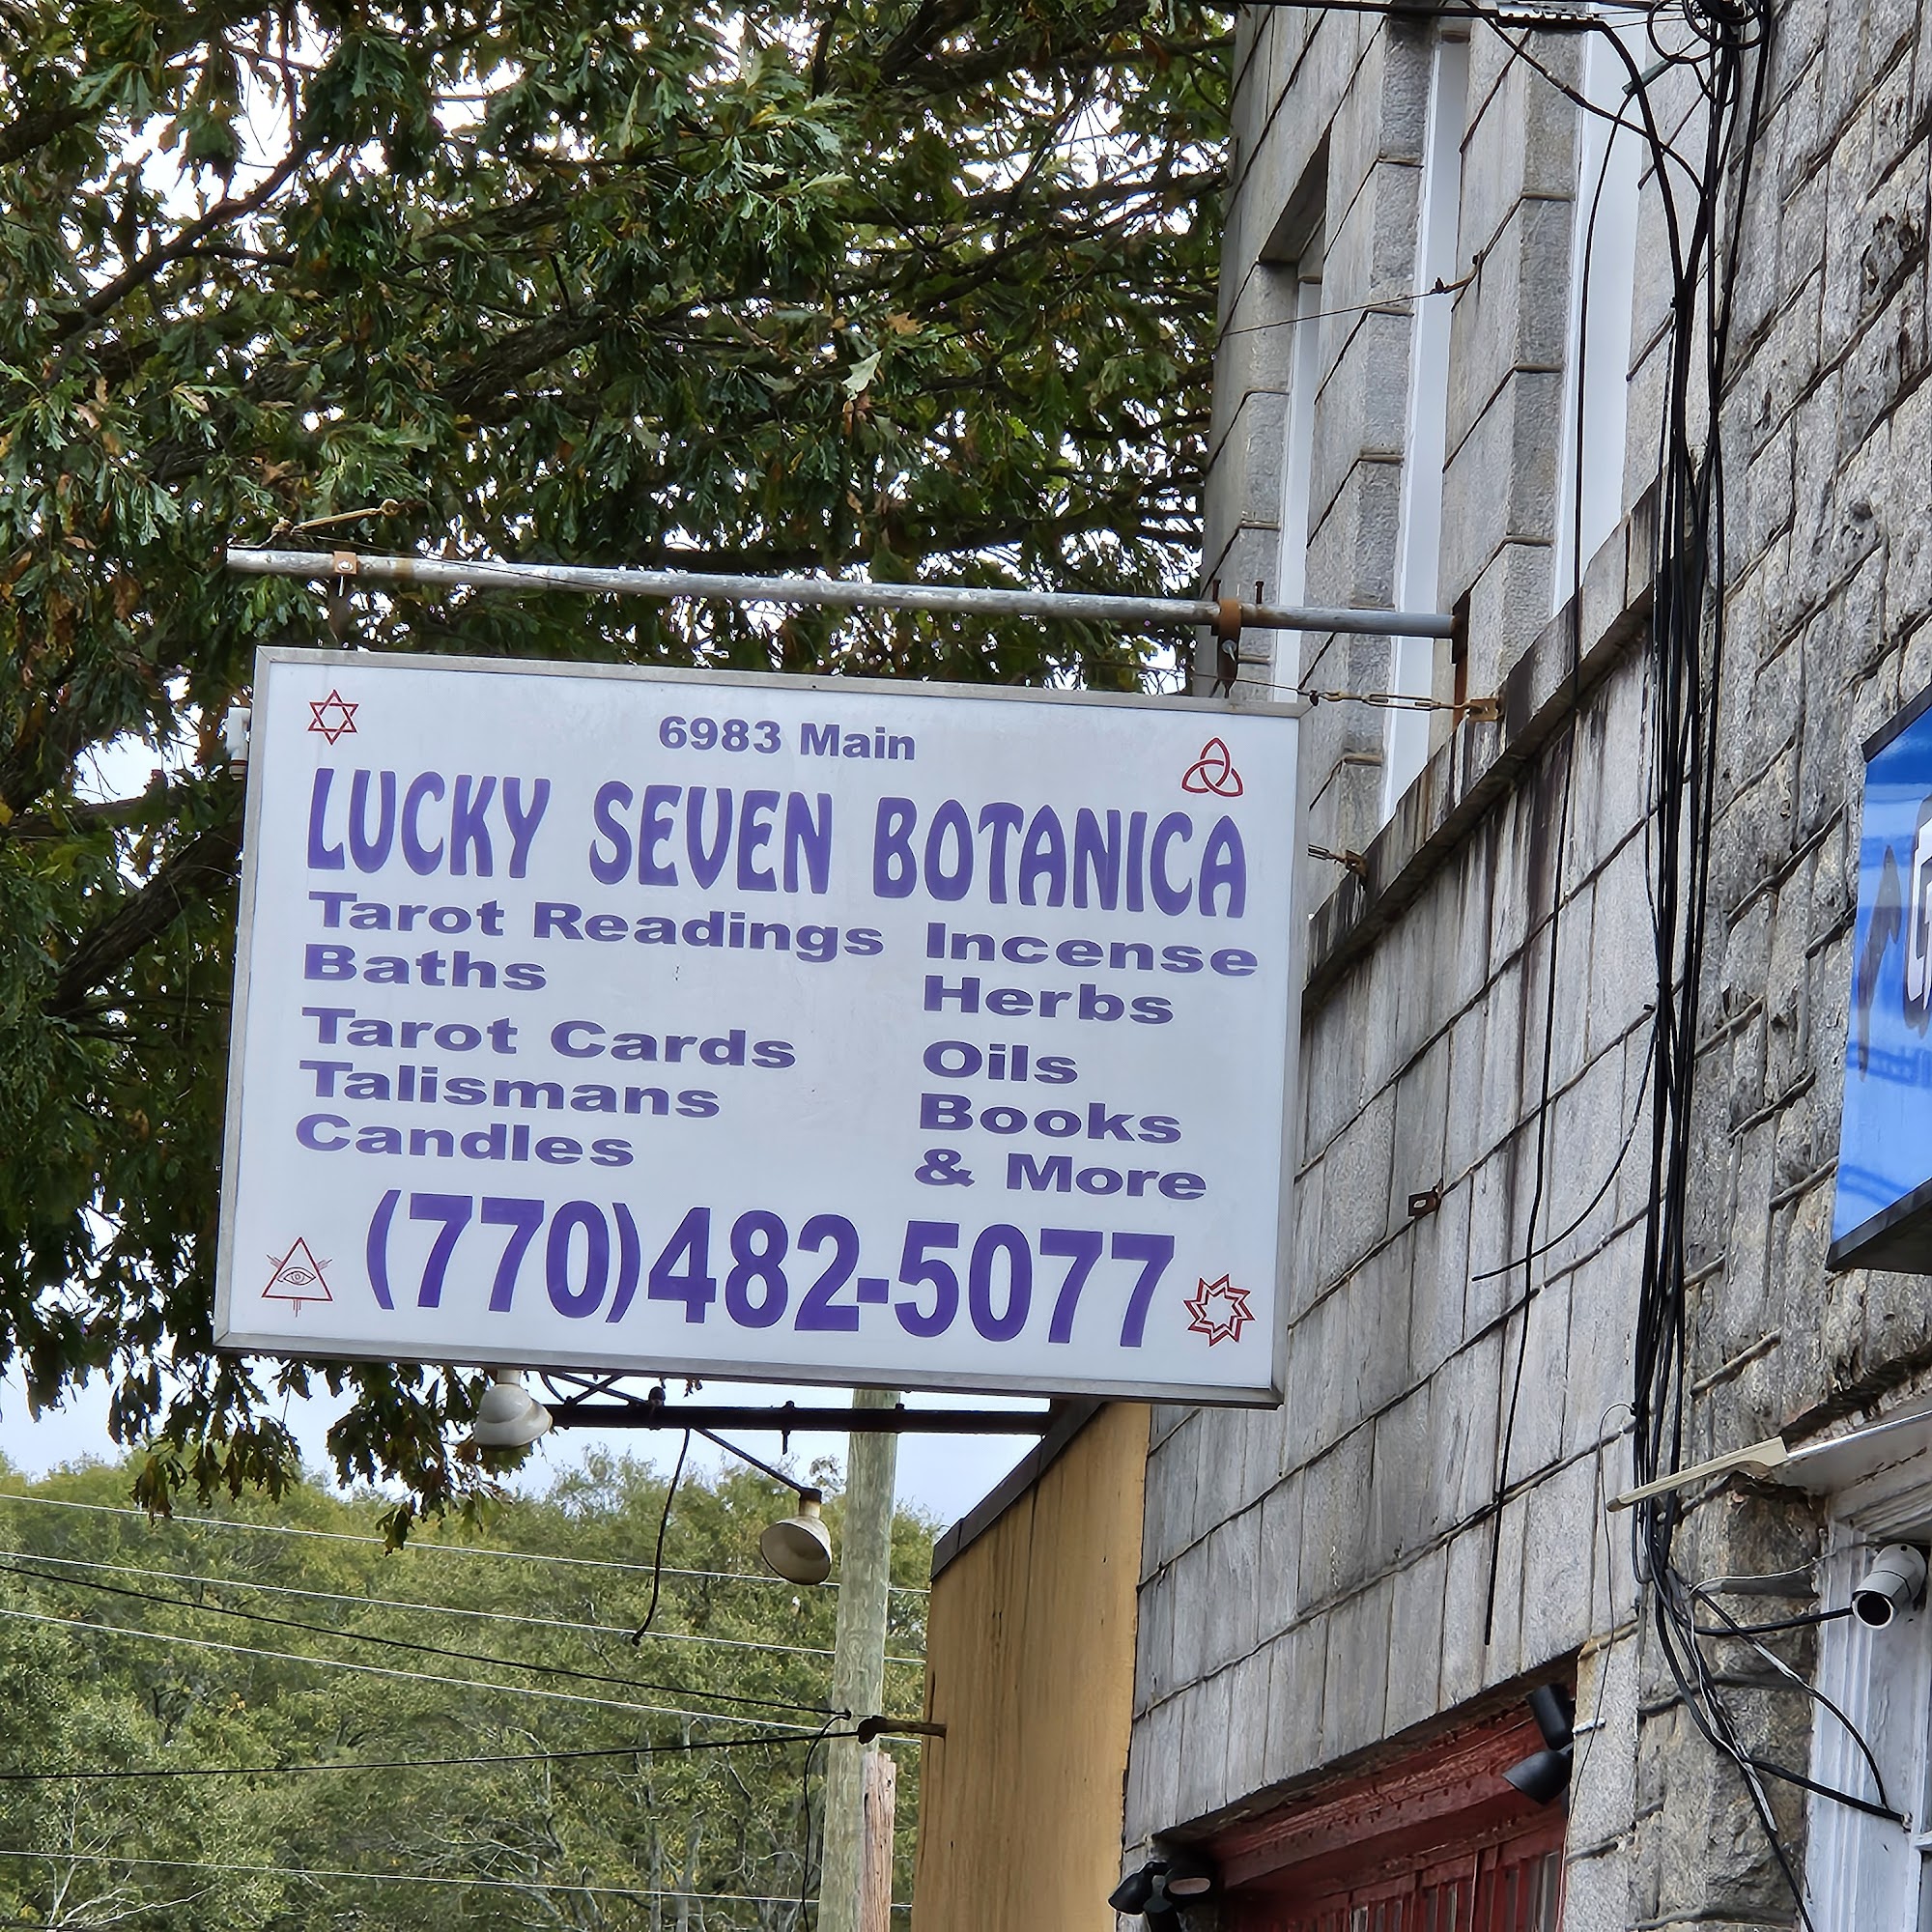 6983 Main
LUCKY SEVEN BOTANICA
Tarot Readings
Baths
Tarot Cards
Talismans
Candles
Incense
Herbs
Oils
Books
& More
(770)482-5077